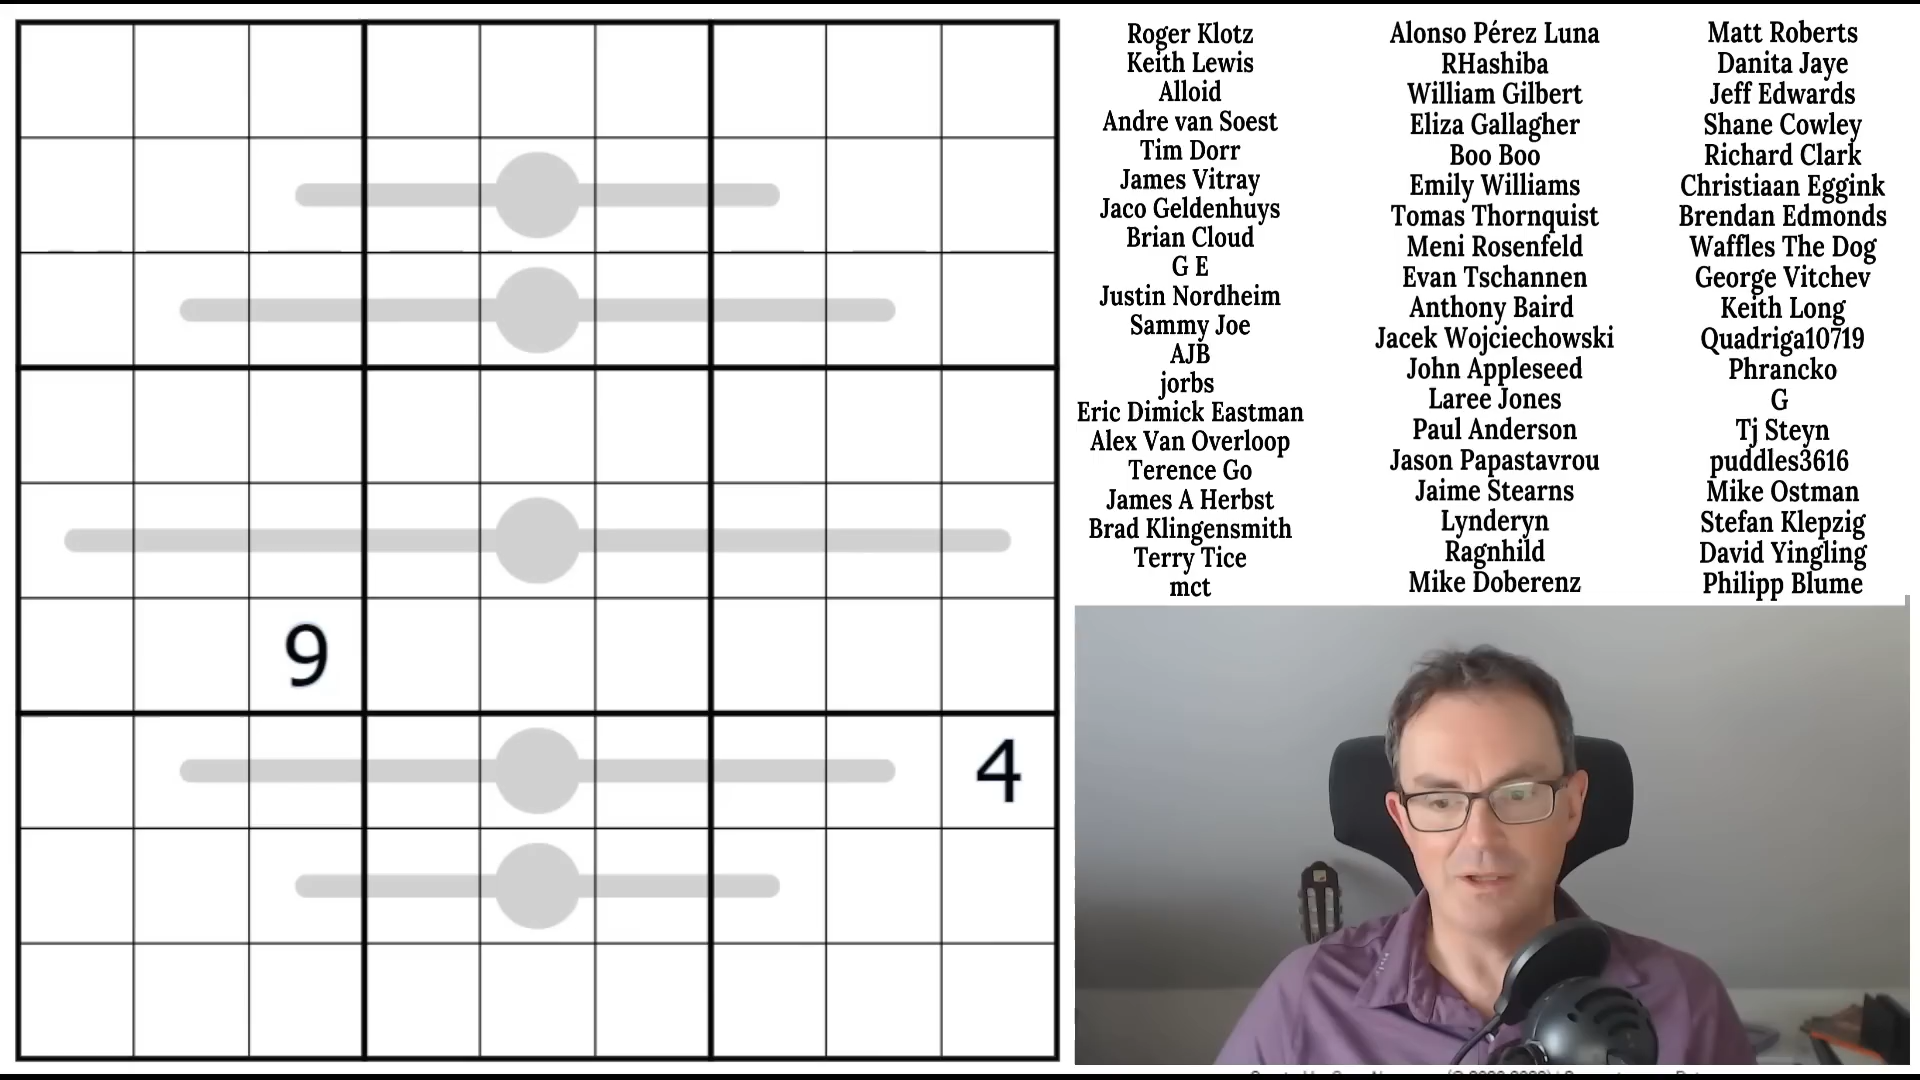 9
4
Roger Klotz
Keith Lewis
Alloid
Andre van Soest
Tim Dorr
James Vitray
Jaco Geldenhuys
Brian Cloud
G E
Justin Nordheim
Sammy Joe
AJB
jorbs
Eric Dimick Eastman
Alex Van Overloop
Terence Go
James A Herbst
Brad Klingensmith
Terry Tice
mct
Alonso Pérez Luna
RHashiba
William Gilbert
Eliza Gallagher
Boo Boo
Emily Williams
Tomas Thornquist
Meni Rosenfeld
Evan Tschannen
Anthony Baird
Jacek Wojciechowski
John Appleseed
Laree Jones
Paul Anderson
Jason Papastavrou
Jaime Stearns
Lynderyn
Ragnhild
Mike Doberenz
Matt Roberts
Danita Jaye
Jeff Edwards
Shane Cowley
Richard Clark
Christiaan Eggink
Brendan Edmonds
Waffles The Dog
George Vitchev
Keith Long
Quadriga10719
Phrancko
G
Tj Steyn
puddles3616
Mike Ostman
Stefan Klepzig
David Yingling
Philipp Blume